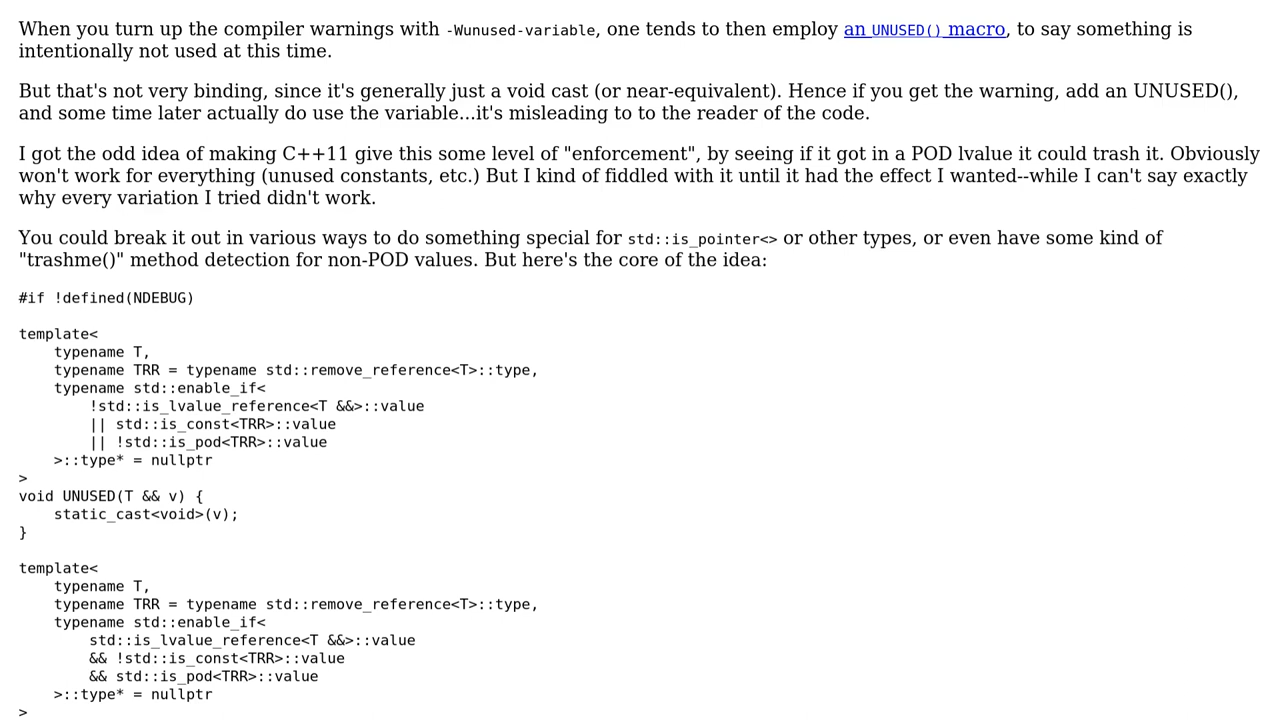 When you turn up the compiler warnings with -Wunused-variable, one tends to then employ an UNUSED() macro, to say something is
intentionally not used at this time.
But that's not very binding, since it's generally just a void cast (or near-equivalent). Hence if you get the warning, add an UNUSED(),
and some time later actually do use the variable...it's misleading to to the reader of the code.
I got the odd idea of making C++11 give this some level of "enforcement", by seeing if it got in a POD lvalue it could trash it. Obviously
won't work for everything (unused constants, etc.) But I kind of fiddled with it until it had the effect I wanted--while I can't say exactly
why every variation I tried didn't work.
You could break it out in various ways to do something special for std::is_pointer<> or other types, or even have some kind of
"trashme()" method detection for non-POD values. But here's the core of the idea:
#if !defined(NDEBUG)
template<
    typename T,
    typename TRR = typename std::remove_reference<T>::type,
    typename std::enable_if<
        !std::is_lvalue_reference<T &&>::value
        || std::is_const<TRR>::value
        || !std::is_pod<TRR>::value
    >::type* = nullptr
>
void UNUSED(T && v) {
    static_cast<void>(v);
}
template<
    typename T,
    typename TRR = typename std::remove_reference<T>::type,
    typename std::enable_if<
        std::is_lvalue_reference<T &&>::value
        && !std::is_const<TRR>::value
        && std::is_pod<TRR>::value
    >::type* = nullptr
>